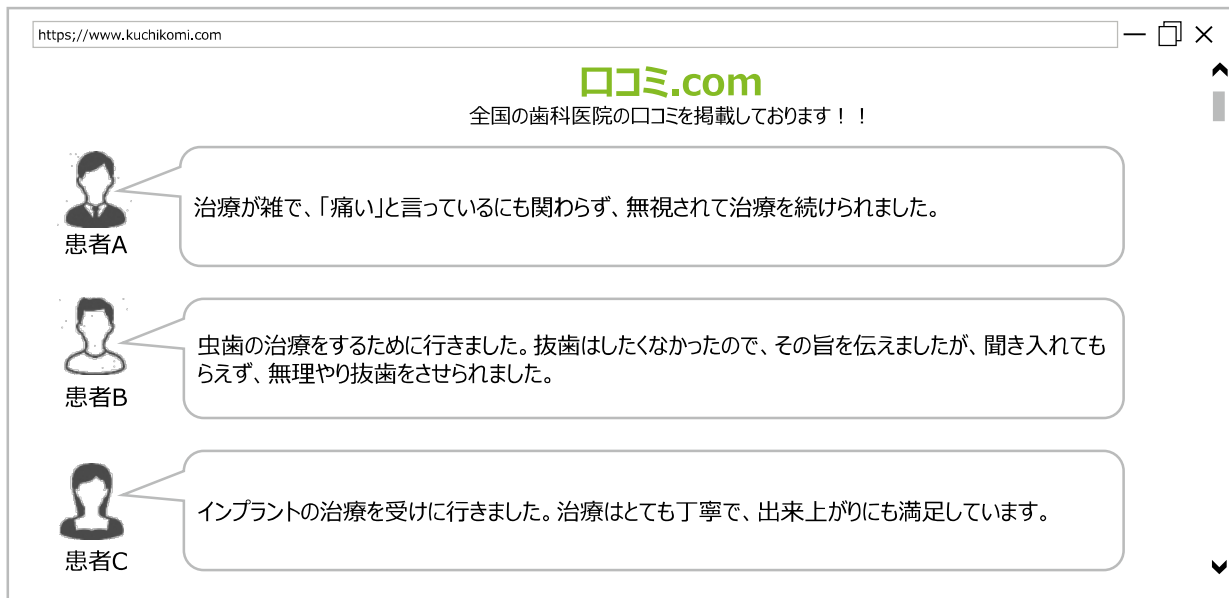 https;//www.kuchikomi.com
口コミ.com
全国の歯科医院の口コミを掲載しております！！
治療が雑で、「痛い」と言っているにも関わらず、無視されて治療を続けられました。
患者A
虫歯の治療をするために行きました。抜歯はしたくなかったので、その旨を伝えましたが、聞き入れても
らえず、無理やり抜歯をさせられました。
患者B
インプラントの治療を受けに行きました。治療はとても丁寧で、出来上がりにも満足しています。
患者C